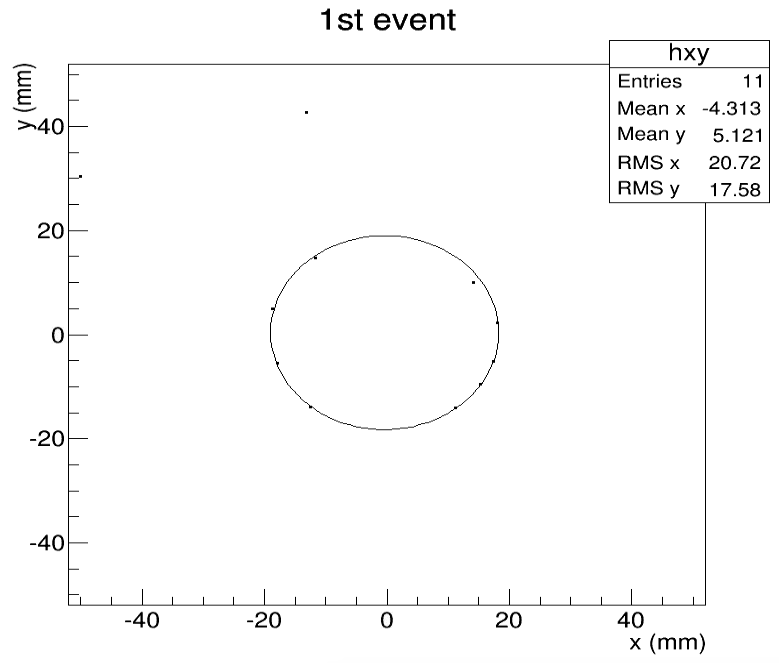 1st event
hxy
Entries 11
Mean x -4.313
Mean y 5.121
RMS x 20.72
RMS y 17.58
y (mm)
40
20
0
-20
-40
-40 -20 0 20 40
x (mm)